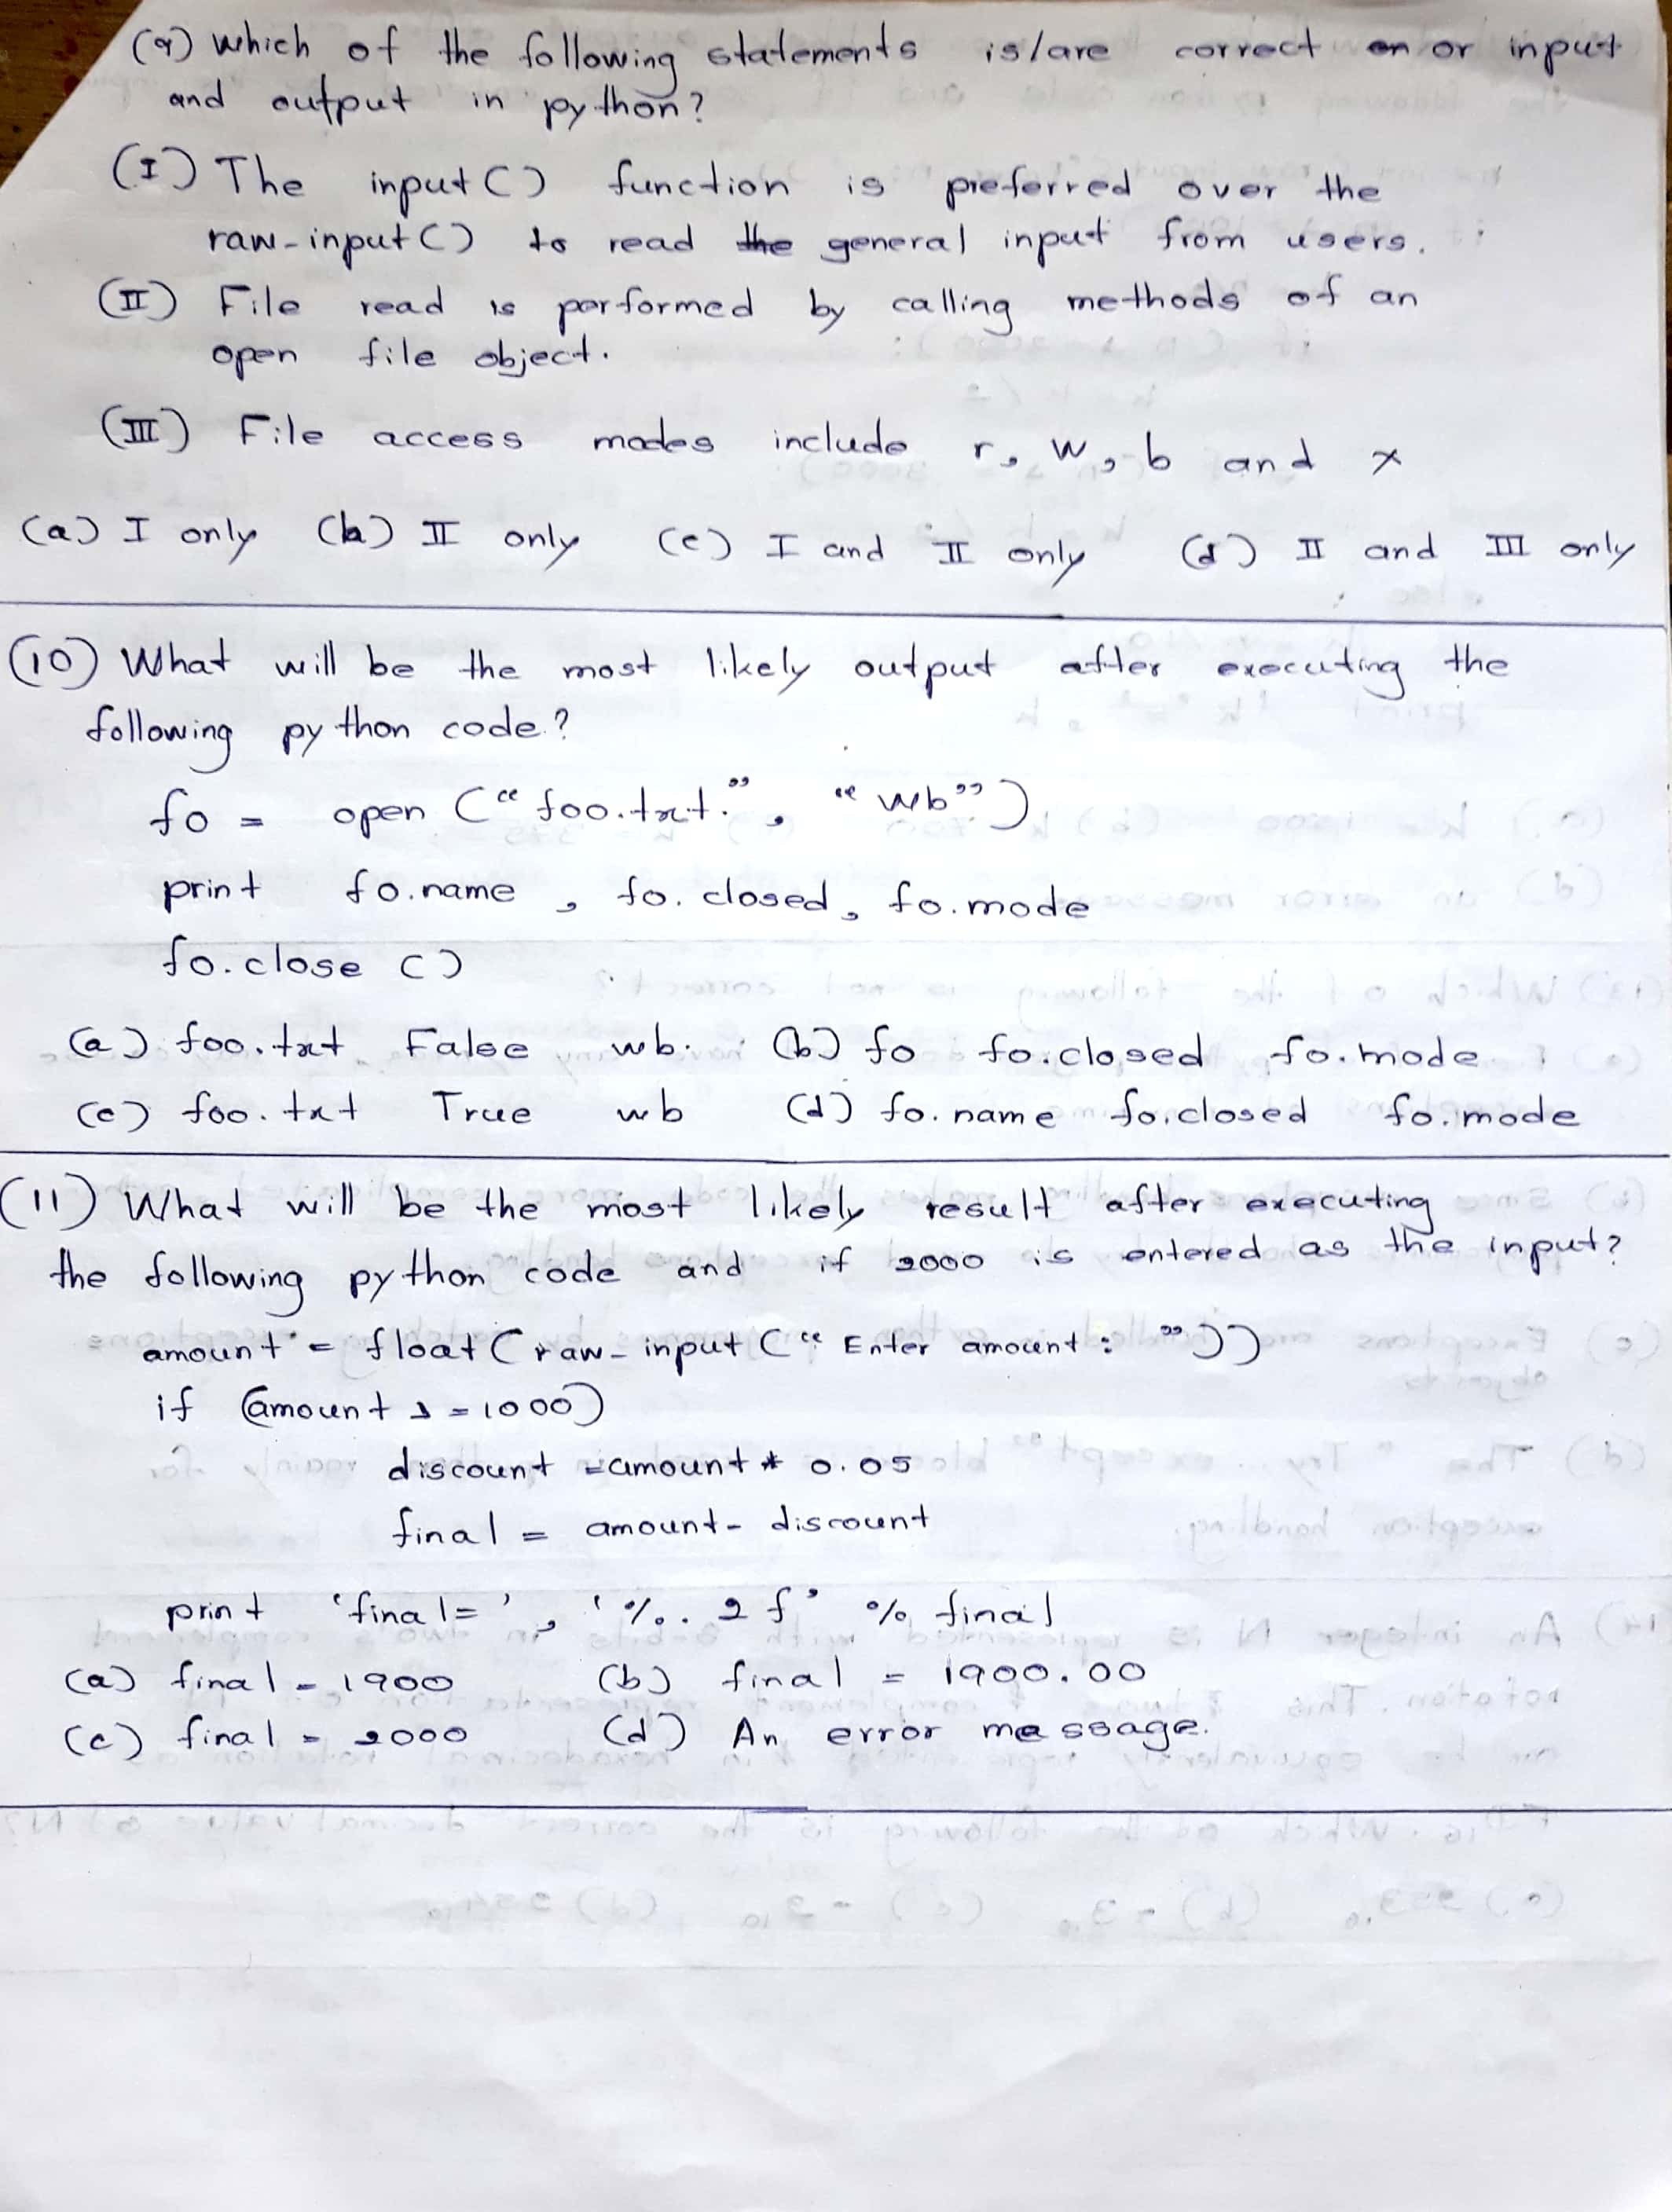 (9) which of the following statements is/are correct on or input
and output in python?
(I) The input() function is preferred over the
raw-input() to read the general input from users.
(II) File read is performed by calling methods of an
open file object.
(III) File access modes include r, w, b and x
(a) I only (b) II only (c) I and II only (d) II and III only
(10) What will be the most likely output after executing the
following python code?
fo = open (“foo.txt.”, “wb”)
print fo.name, fo.closed, fo.mode
fo.close ()
(a) foo.txt False wb. (b) fo fo.closed fo.mode
(c) foo.txt True wb (d) fo.name fo.closed fo.mode
(11) What will be the most likely result after executing
the following python code and if 2000 is entered as the input?
amount = float(raw-input(“Enter amount: ”))
if (amount >=1000)
discount =amount * 0.05
final = amount- discount
print 'final=', '%.2f' % final
(a) final = 1900 (b) final = 1900.00
(c) final = 2000 (d) An error message.